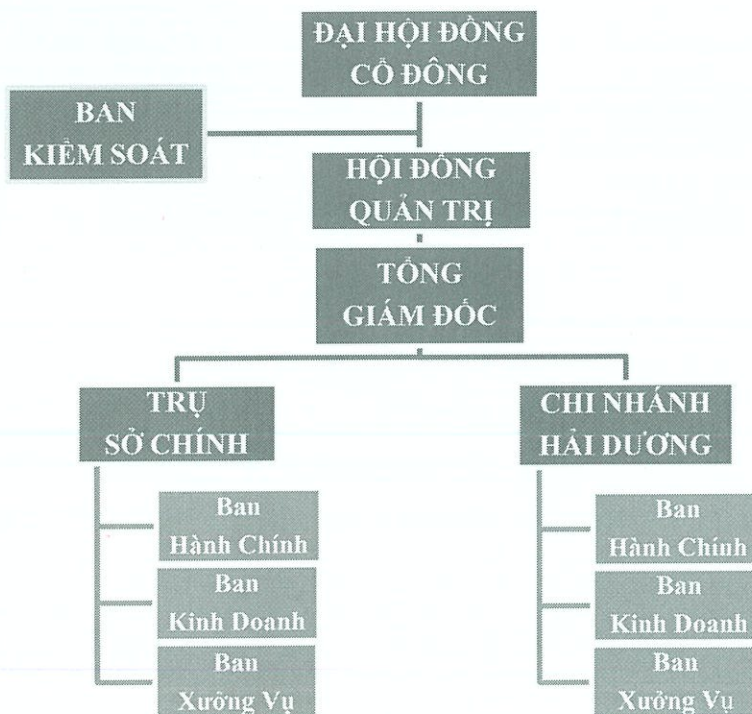 ĐẠI HỘI ĐỒNG
CỔ ĐÔNG
BAN
KIỂM SOÁT
HỘI ĐỒNG
QUẢN TRỊ
TỔNG
GIÁM ĐỐC
TRỤ
SỞ CHÍNH
Ban
Hành Chính
Ban
Kinh Doanh
Ban
Xưởng Vụ
CHI NHÁNH
HẢI DƯƠNG
Ban
Hành Chính
Ban
Kinh Doanh
Ban
Xưởng Vụ